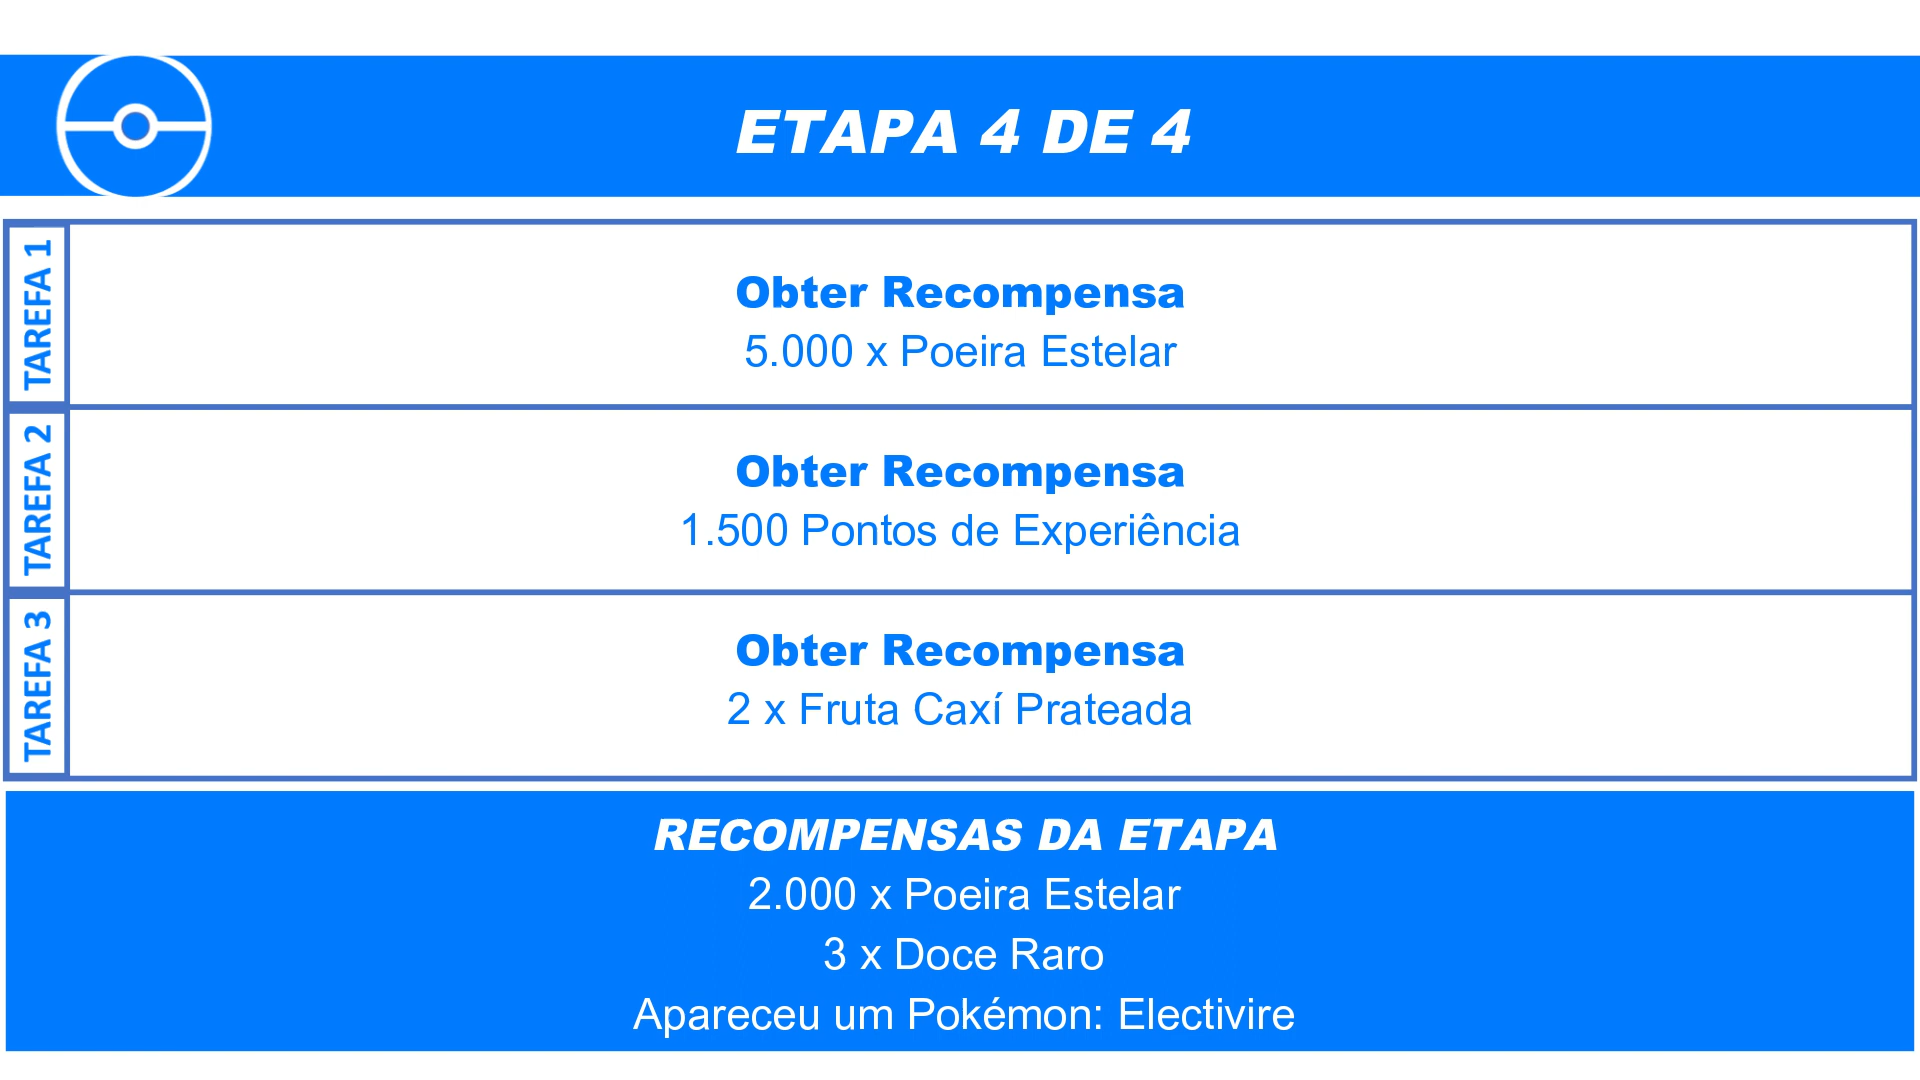 ETAPA 4 DE 4
TAREFA 1
Obter Recompensa
5.000 x Poeira Estelar
TAREFA 2
Obter Recompensa
1.500 Pontos de Experiência
TAREFA 3
Obter Recompensa
2 x Fruta Caxí Prateada
RECOMPENSAS DA ETAPA
2.000 x Poeira Estelar
3 x Doce Raro
Apareceu um Pokémon: Electivire